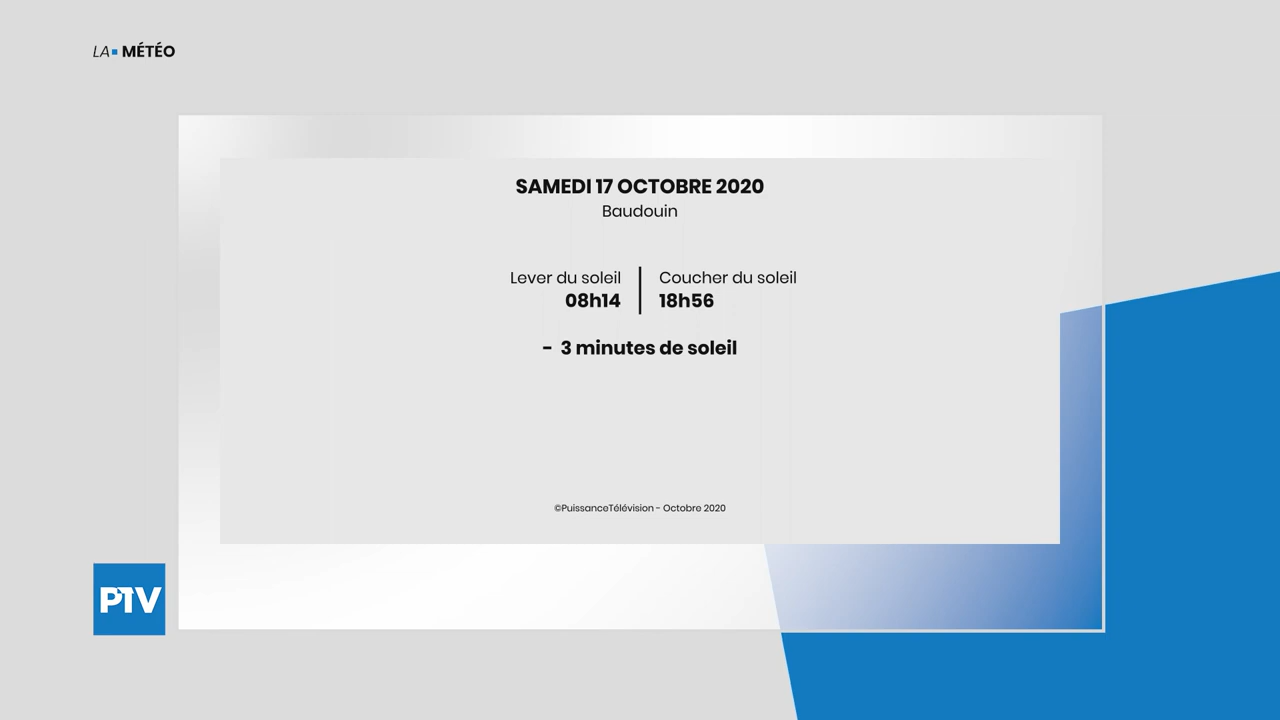 LA MÉTÉO
SAMEDI 17 OCTOBRE 2020
Baudouin
Lever du soleil
08h14
Coucher du soleil
18h56
- 3 minutes de soleil
©PuissanceTélévision - Octobre 2020
PTV